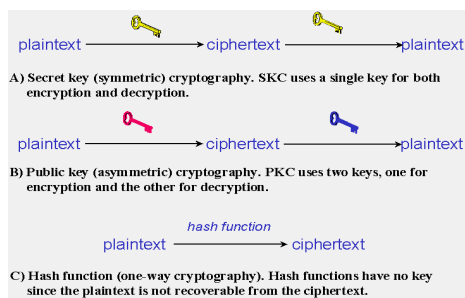 plaintext ciphertext plaintext
A) Secret key (symmetric) cryptography. SKC uses a single key for both
encryption and decryption.
plaintext ciphertext plaintext
B) Public key (asymmetric) cryptography. PKC uses two keys, one for
encryption and the other for decryption.
hash function
plaintext ciphertext
C) Hash function (one-way cryptography). Hash functions have no key
since the plaintext is not recoverable from the ciphertext.